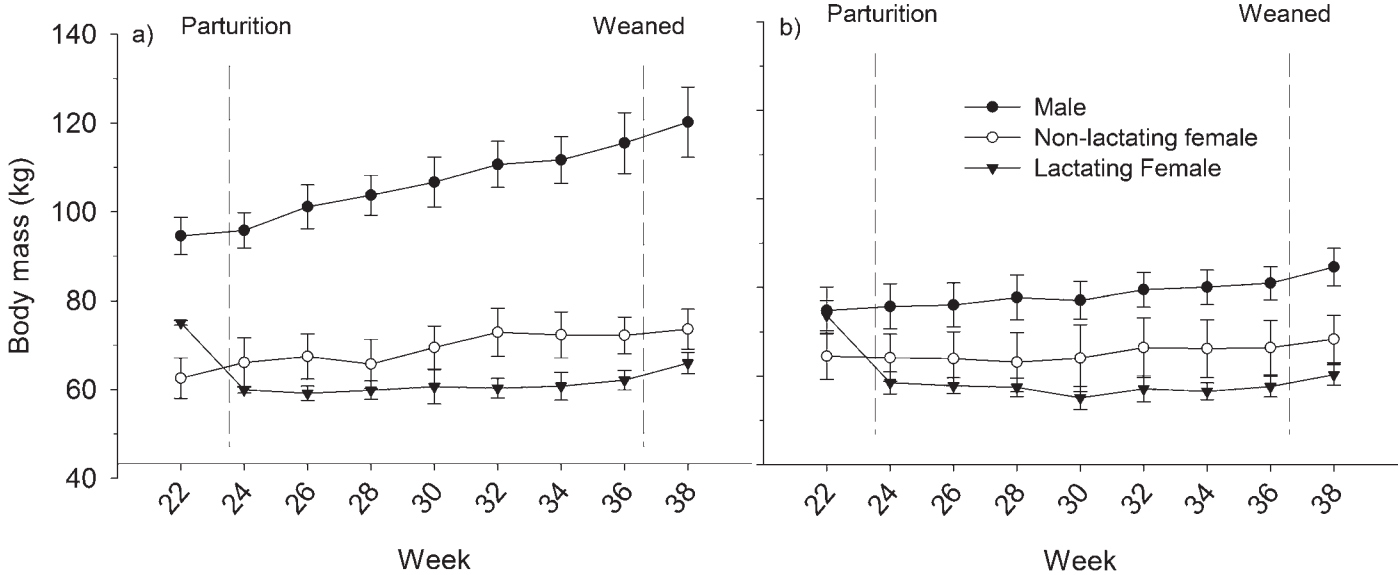 a) Parturition Weaned
140
120
100
80
60
40
Body mass (kg)
22 24 26 28 30 32 34 36 38
Week
b) Parturition Weaned
Male
Non-lactating female
Lactating Female
22 24 26 28 30 32 34 36 38
Week